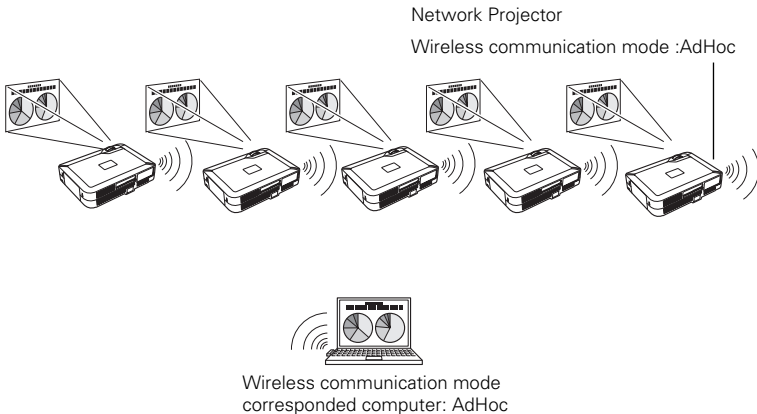 Network Projector
Wireless communication mode :AdHoc
Wireless communication mode
corresponded computer: AdHoc